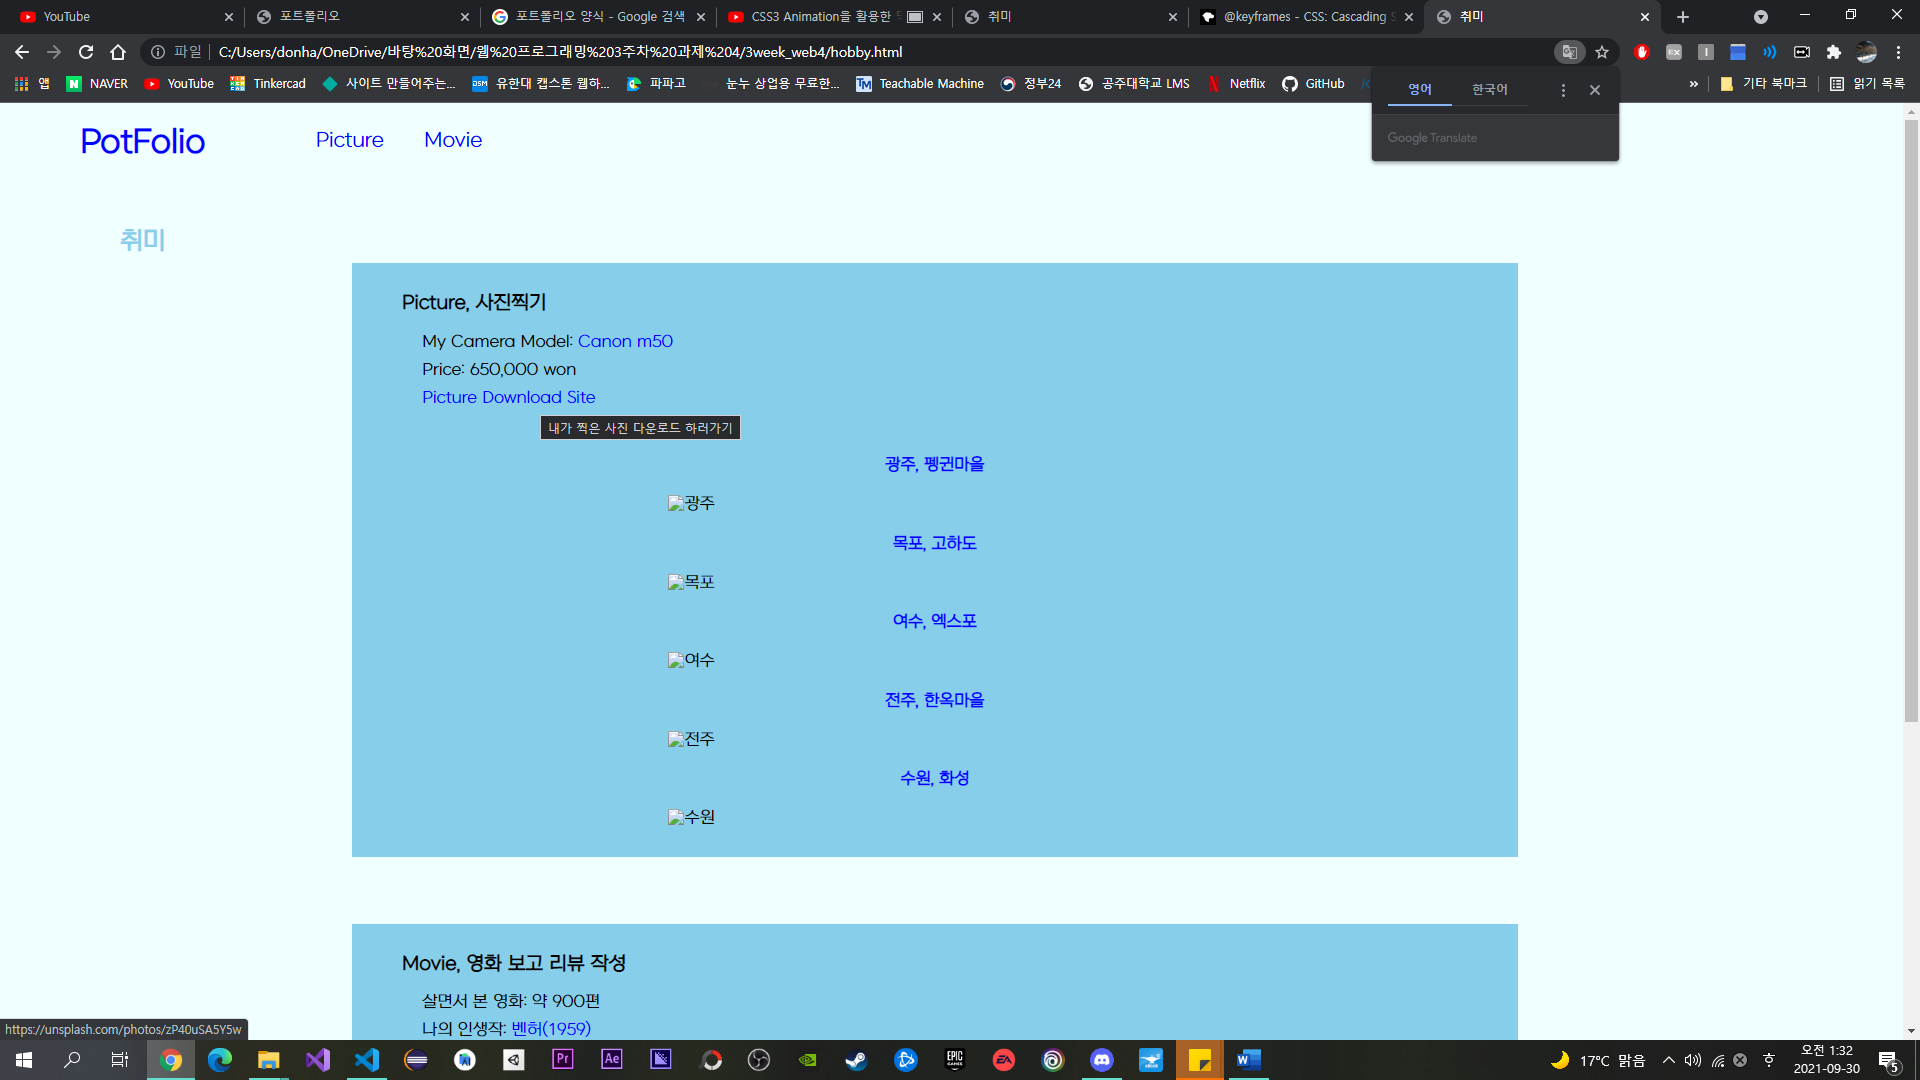 YouTube
포트폴리오
포트폴리오 양식 - Google 검색
CSS3 Animation을 활용한
취미
@keyframes - CSS: Cascading S
취미
파일
C:/Users/donha/OneDrive/바탕%20화면/웹%20프로그래밍%203주차%20과제%204/3week_web4/hobby.html
앱
NAVER
YouTube
Tinkercad
사이트 만들어주는...
유한대 캡스톤 웹하...
파파고
눈누 상업용 무료한...
Teachable Machine
정부24
공주대학교 LMS
Netflix
GitHub
»
기타 북마크
읽기 목록
영어
한국어
Google Translate
PotFolio
Picture
Movie
취미
Picture, 사진찍기
My Camera Model: Canon m50
Price: 650,000 won
Picture Download Site
내가 찍은 사진 다운로드 하러가기
광주, 펭귄마을
광주
목포, 고하도
목포
여수, 엑스포
여수
전주, 한옥마을
전주
수원, 화성
수원
Movie, 영화 보고 리뷰 작성
살면서 본 영화: 약 900편
나의 인생작: 벤허(1959)
https://unsplash.com/photos/zP40uSA5Y5w
17°C 맑음
오전 1:32
2021-09-30
5